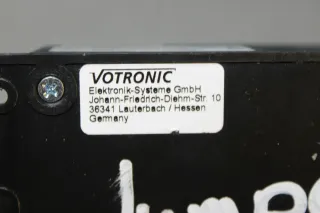 VOTRONIC
Elektronik-Systeme GmbH
Johann-Friedrich-Diehm-Str. 10
36341 Lauterbach / Hessen
Germany